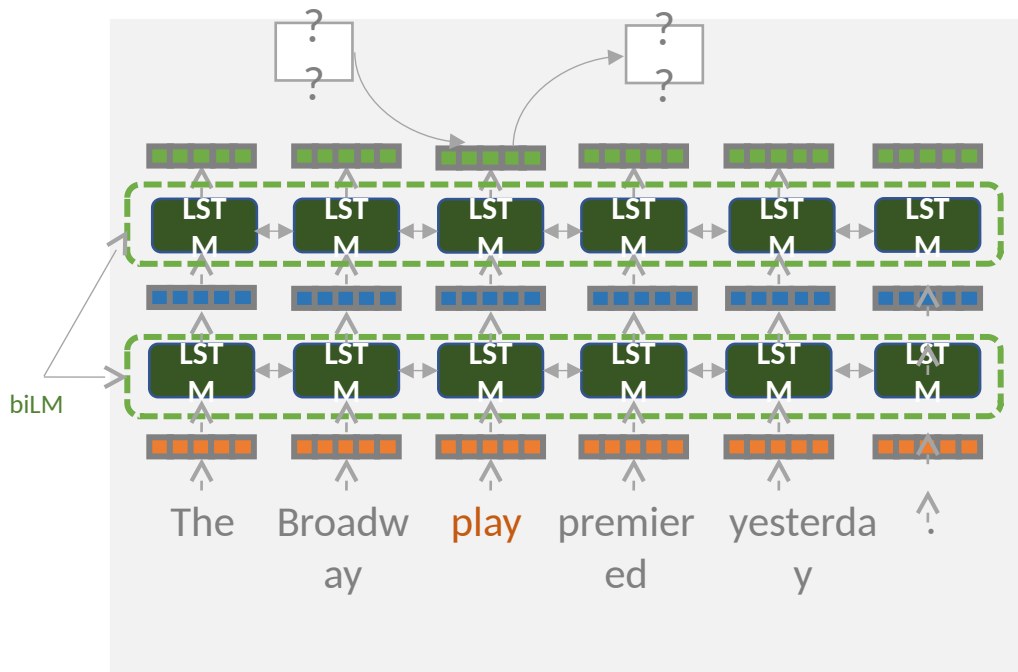 ? ?
? ?
LST LST LST LST LST LST
M M M M M M
LST LST LST LST LST LST
M M M M M M
biLM
The Broadw play premier yesterda .
ay ed y